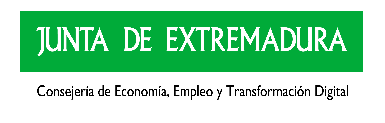 JUNTA DE EXTREMADURA
Consejería de Economía, Empleo y Transformación Digital